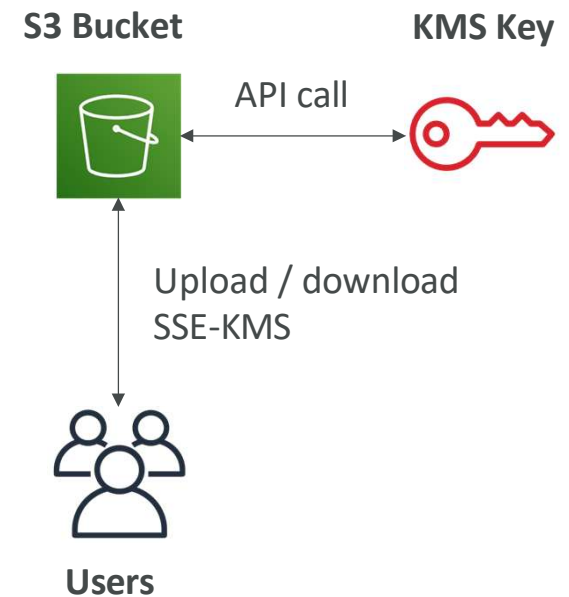 S3 Bucket
KMS Key
API call
Upload / download
SSE-KMS
Users